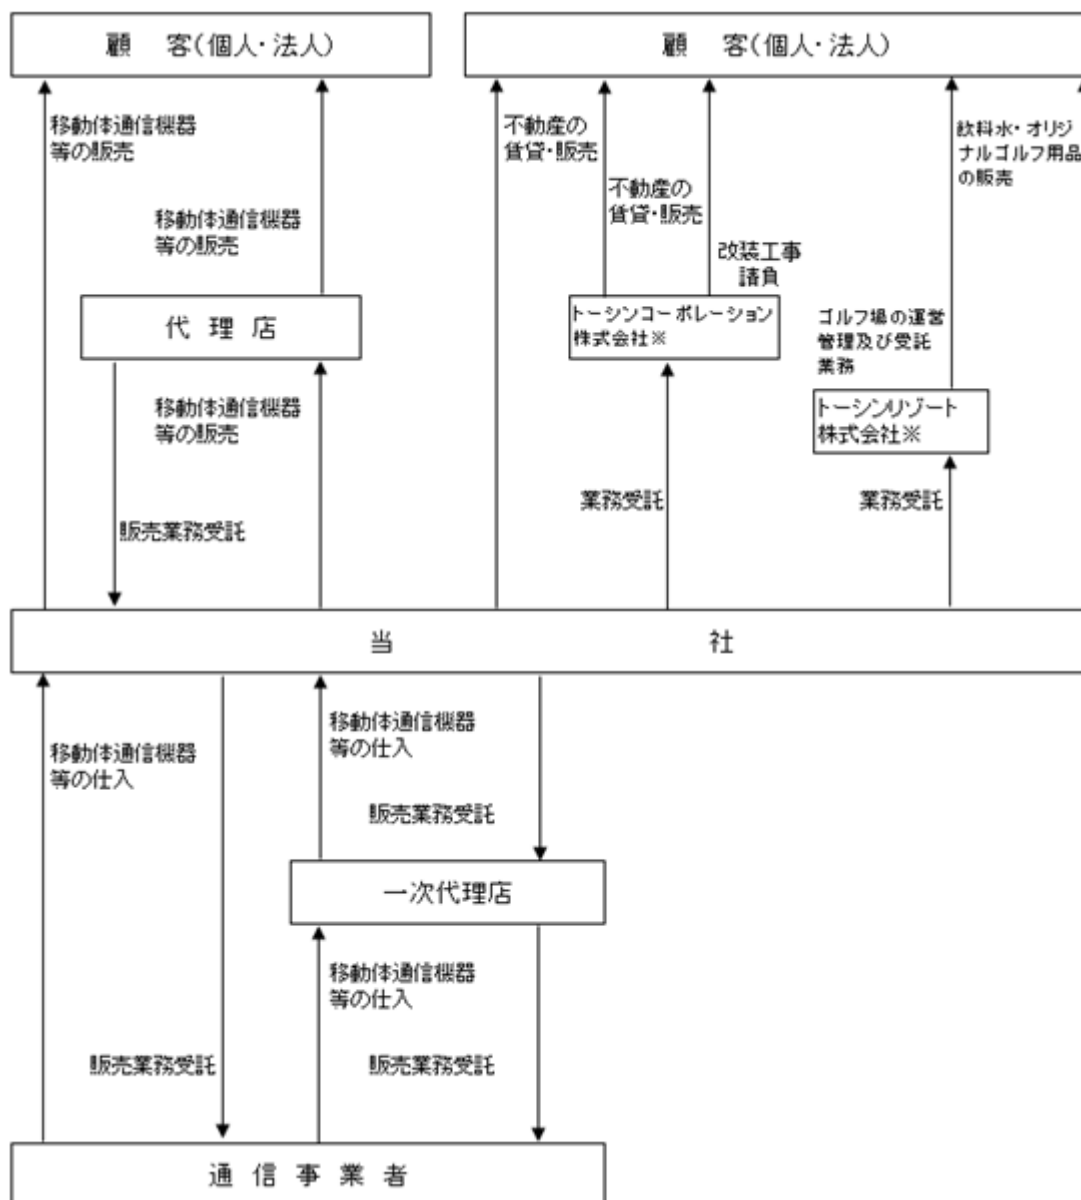 顧　客(個人・法人)
顧　客(個人・法人)
移動体通信機器
等の販売
不動産の
賃貸・販売
飲料水・オリジ
ナルゴルフ用品
の販売
不動産の
賃貸・販売
移動体通信機器
等の販売
改装工事
請負
代 理 店
トーシンコーポレーション
株式会社※
ゴルフ場の運営
管理及び受託
業務
移動体通信機器
等の販売
トーシンリゾート
株式会社※
業務受託
業務受託
販売業務受託
当　社
移動体通信機器
等の仕入
移動体通信機器
等の仕入
販売業務受託
一次代理店
移動体通信機器
等の仕入
販売業務受託
販売業務受託
通 信 事 業 者